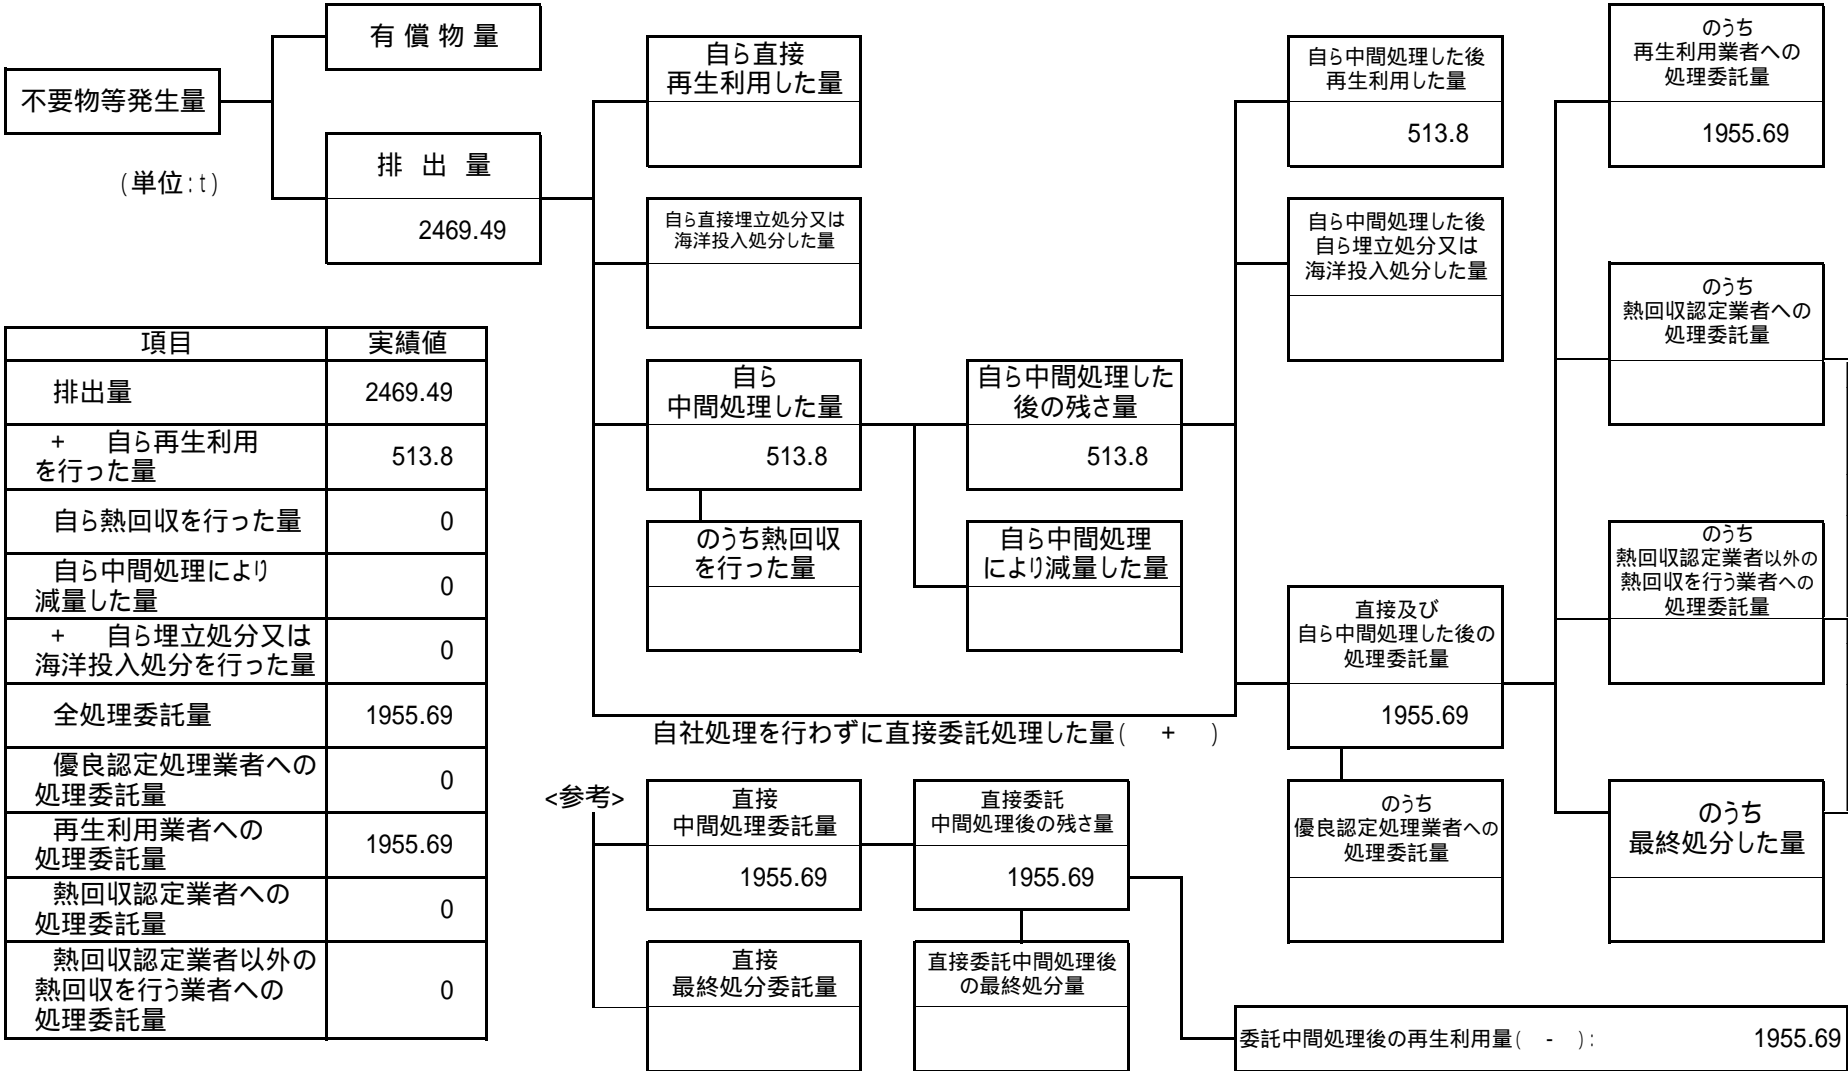 不要物等発生量
(単位:t)
有 償 物 量
排 出 量
2469.49
自ら直接
再生利用した量
自ら直接埋立処分又は
海洋投入処分した量
自ら
中間処理した量
513.8
のうち熱回収
を行った量
自ら中間処理した
後の残さ量
513.8
自ら中間処理
により減量した量
自ら中間処理した後
再生利用した量
513.8
自ら中間処理した後
自ら埋立処分又は
海洋投入処分した量
直接及び
自ら中間処理した後の
処理委託量
1955.69
のうち
優良認定処理業者への
処理委託量
のうち
再生利用業者への
処理委託量
1955.69
のうち
熱回収認定業者への
処理委託量
のうち
熱回収認定業者以外の
熱回収を行う業者への
処理委託量
のうち
最終処分した量
自社処理を行わずに直接委託処理した量( + )
項目 実績値
排出量 2469.49
+ 自ら再生利用
を行った量 513.8
自ら熱回収を行った量 0
自ら中間処理により
減量した量 0
+ 自ら埋立処分又は
海洋投入処分を行った量 0
全処理委託量 1955.69
優良認定処理業者への
処理委託量 0
再生利用業者への
処理委託量 1955.69
熱回収認定業者への
処理委託量 0
熱回収認定業者以外の
熱回収を行う業者への
処理委託量 0
<参考>
直接
中間処理委託量
1955.69
直接委託
中間処理後の残さ量
1955.69
直接
最終処分委託量
直接委託中間処理後
の最終処分量
委託中間処理後の再生利用量( - ): 1955.69